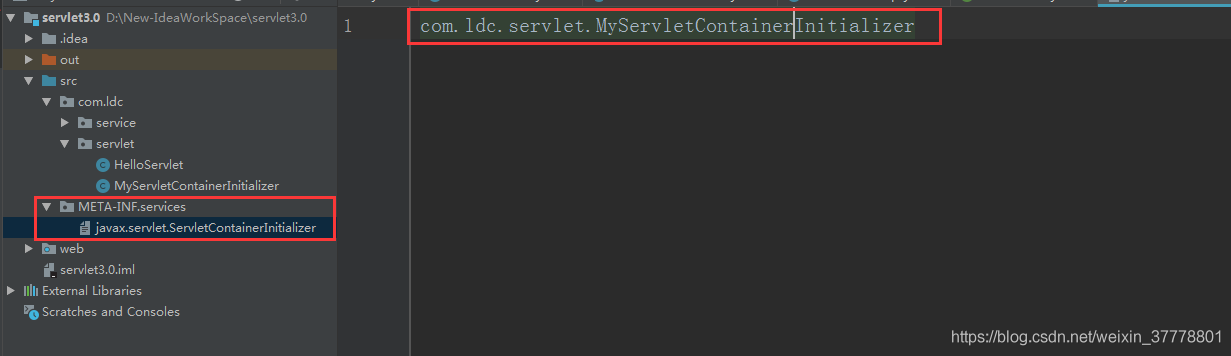 servlet3.0 D:\New-IdeaWorkSpace\servlet3.0
.idea
out
src
com.ldc
service
servlet
HelloServlet
MyServletContainerInitializer
META-INF.services
javax.servlet.ServletContainerInitializer
web
servlet3.0.iml
External Libraries
Scratches and Consoles
1 com.ldc.servlet.MyServletContainerInitializer
https://blog.csdn.net/weixin_37778801